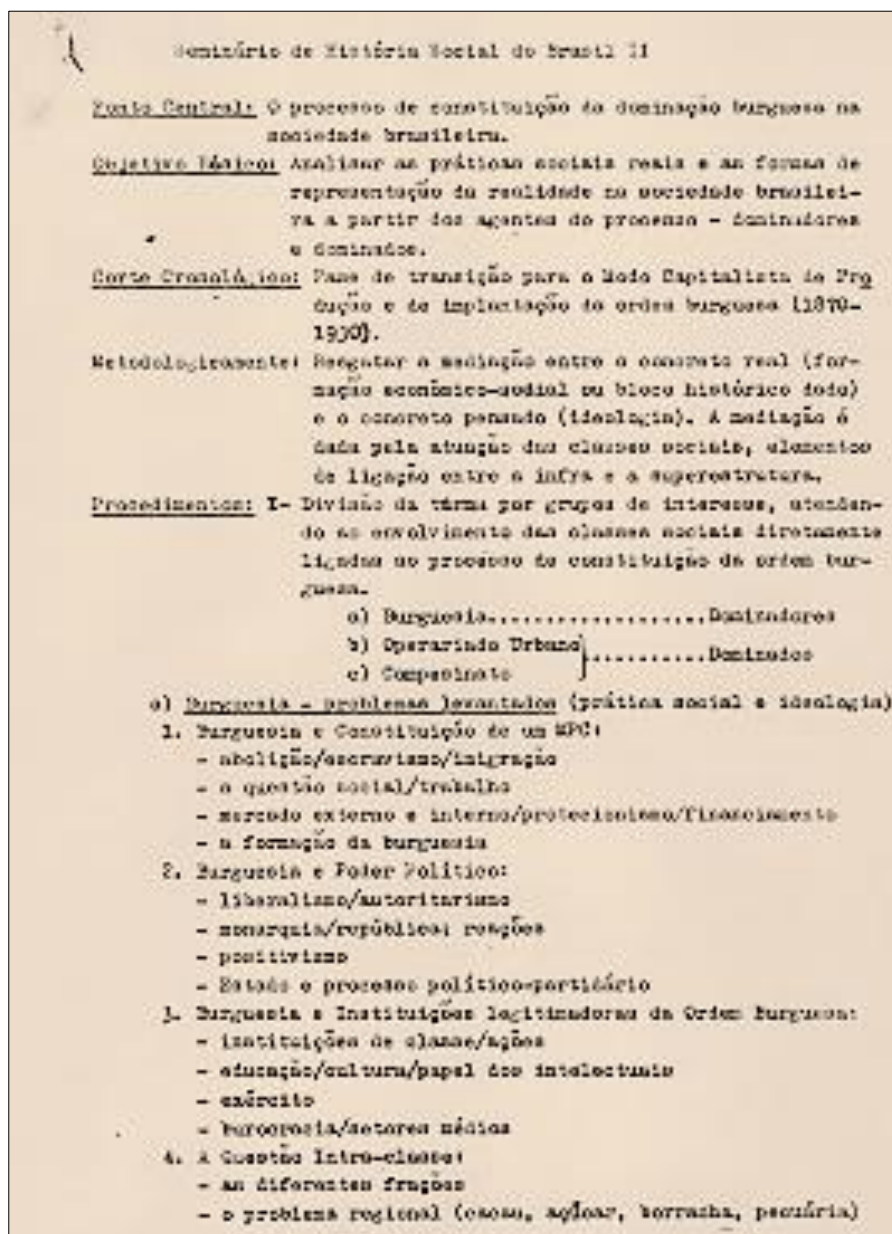 Seminário de História Social do Brasil II
Ponto Central: O processo de constituição da dominação burguesa na
sociedade brasileira.
Objetivo Básico: Analisar as práticas sociais reais e as formas de
representação da realidade na sociedade brasilei-
ra a partir dos agentes do processo - dominadores
e dominados.
Corte Cronológico: Fase de transição para o Modo Capitalista de Pro
dução e de implantação da ordem burguesa (1870-
1930).
Metodologicamente: Resgatar a mediação entre o concreto real (for-
mação econômico-sodial ou bloco histórico dado)
e o concreto pensado (ideologia). A mediação é
dada pela atuação das classes sociais, elementos
de ligação entre a infra e a superestrutura.
Procedimentos: I- Divisão da turma por grupos de interesse, atenden-
do ao envolvimento das classes sociais diretamente
ligadas ao processo de constituição da ordem bur-
guesa.
a) Burguesia....................Dominadores
b) Operariado Urbano
...........Dominados
c) Campesinato
a) Burguesia - problemas levantados (prática social e ideologia)
1. Burguesia e Constituição de um MPC:
- abolição/escravismo/imigração
- a questão social/trabalho
- mercado externo e interno/protecionismo/financiamento
- a formação da burguesia
2. Burguesia e Poder Político:
- liberalismo/autoritarismo
- monarquia/república: reações
- positivismo
- Estado e processo político-partidário
3. Burguesia e Instituições legitimadoras da Ordem Burguesa:
- instituições de classe/ações
- educação/cultura/papel dos intelectuais
- exército
- burocracia/setores médios
4. A Questão Intra-classe:
- as diferentes frações
- o problema regional (cacau, açúcar, borracha, pecuária)